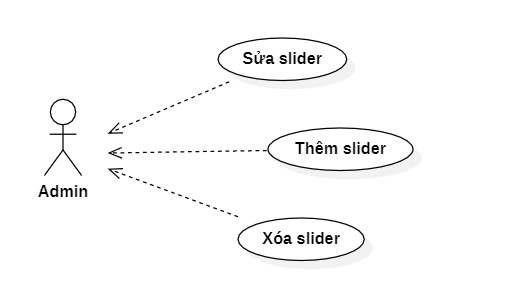 Sửa slider
Thêm slider
Admin
Xóa slider